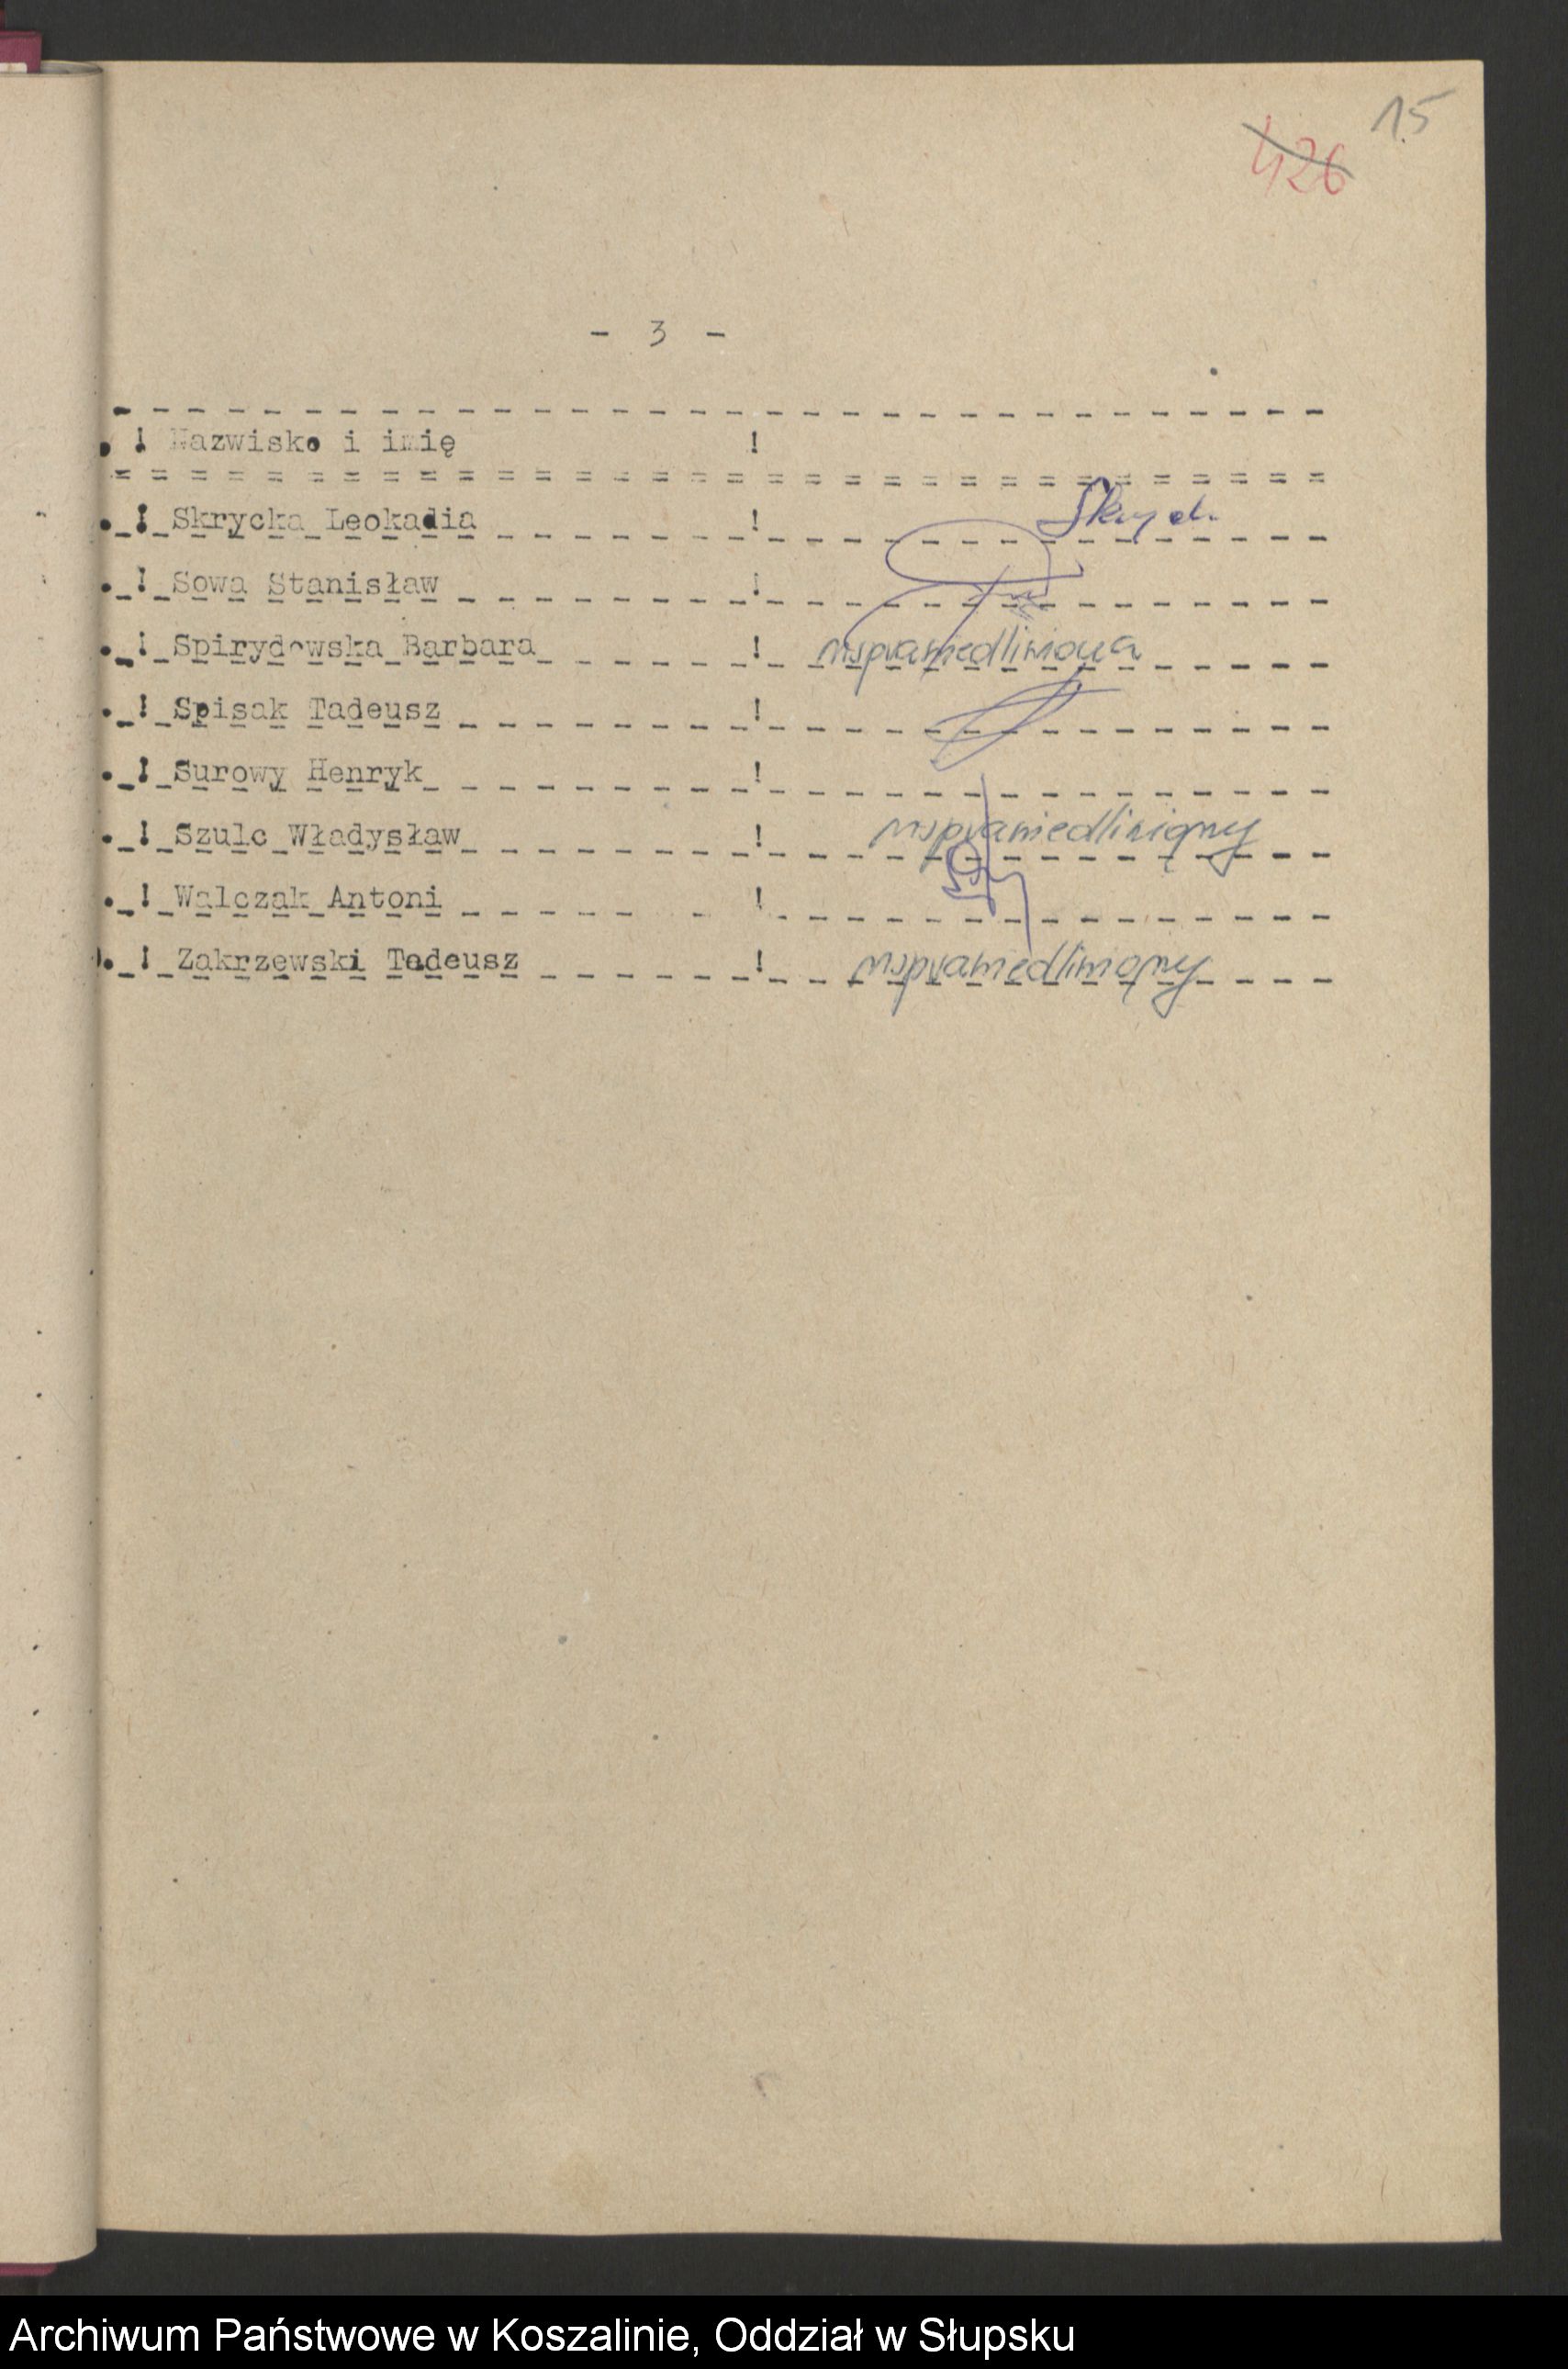 15
426
- 3 -
! Nazwisko i imię !
. ! Skrycka Leokadia !
. ! Sowa Stanisław !
. ! Spirydowska Barbara ! usprawiedliwiona
. ! Spisak Tadeusz !
. ! Surowy Henryk !
. ! Szulc Władysław ! usprawiedliwiony
. ! Walczak Antoni !
. ! Zakrzewski Tadeusz ! usprawiedliwiony
Archiwum Państwowe w Koszalinie, Oddział w Słupsku